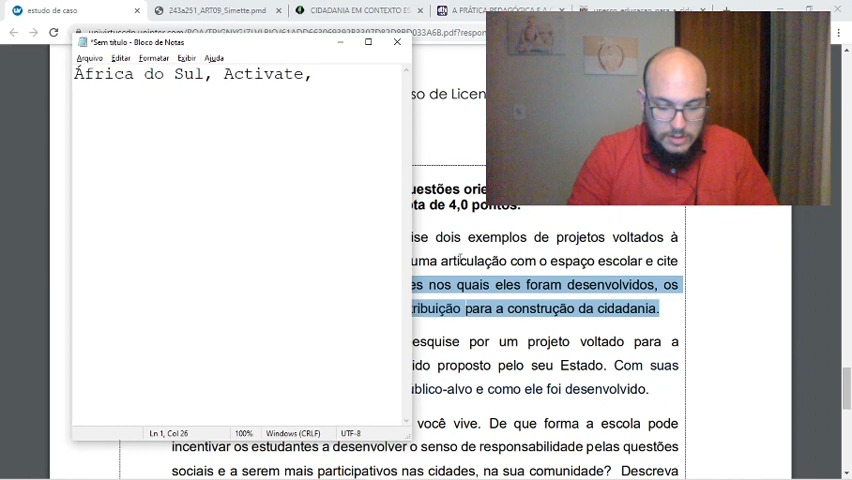 estudo de caso
243a251_ART09_Simette.pmd
CIDADANIA EM CONTEXTO ES
A PRÁTICA PEDAGÓGICA E A
*Sem título - Bloco de Notas
Arquivo Editar Formatar Exibir Ajuda
África do Sul, Activate,
Ln 1, Col 26 100% Windows (CRLF) UTF-8
so de Licen
uestões orie
ota de 4,0 pontos.
ise dois exemplos de projetos voltados à
uma articulação com o espaço escolar e cite
es nos quais eles foram desenvolvidos, os
tribuição para a construção da cidadania.
esquise por um projeto voltado para a
ido proposto pelo seu Estado. Com suas
úblico-alvo e como ele foi desenvolvido.
você vive. De que forma a escola pode
incentivar os estudantes a desenvolver o senso de responsabilidade pelas questões
sociais e a serem mais participativos nas cidades, na sua comunidade? Descreva